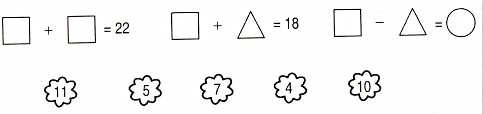 □ + □ = 22 □ + △ = 18 □ − △ = ○
11 5 7 4 10